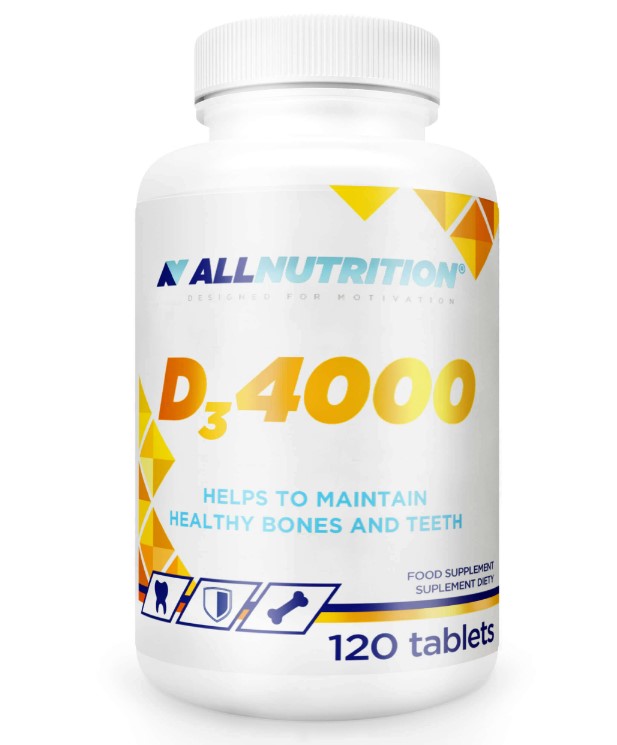 ALLNUTRITION®
DESIGNED FOR MOTIVATION
D₃ 4000
HELPS TO MAINTAIN
HEALTHY BONES AND TEETH
FOOD SUPPLEMENT
SUPLEMENT DIETY
120 tablets